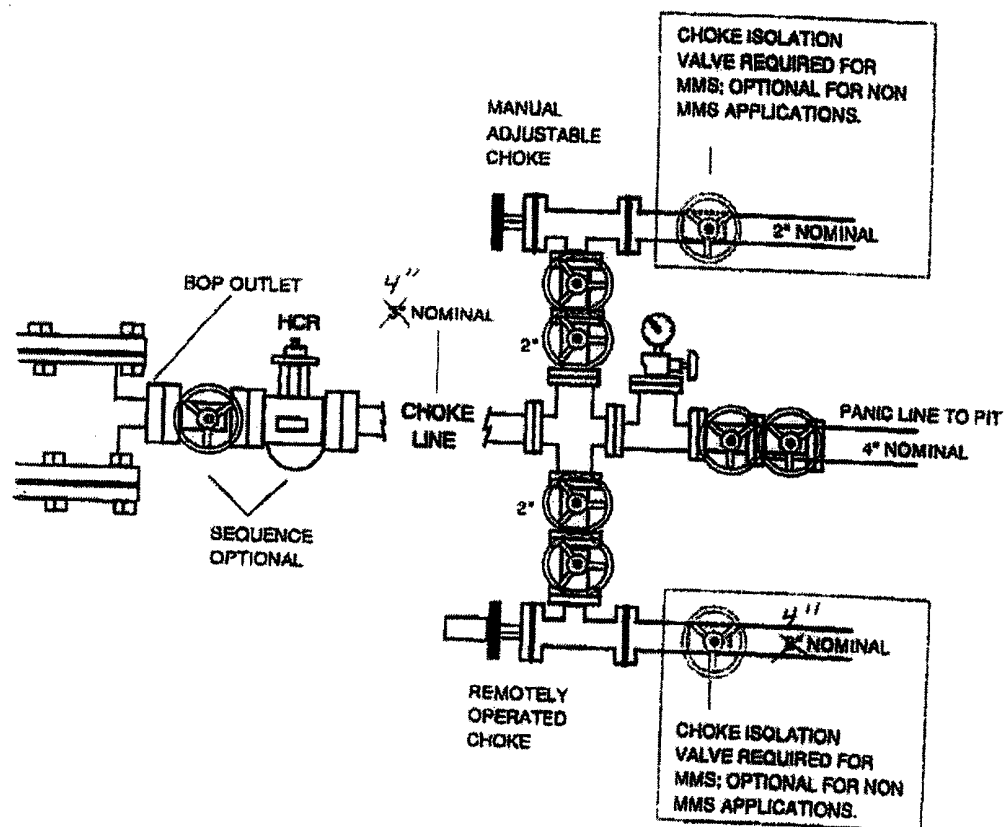 CHOKE ISOLATION
VALVE REQUIRED FOR
MMS; OPTIONAL FOR NON
MMS APPLICATIONS.
MANUAL
ADJUSTABLE
CHOKE
2" NOMINAL
BOP OUTLET
4"
3" NOMINAL
HCR
2"
CHOKE
LINE
PANIC LINE TO PIT
4" NOMINAL
2"
SEQUENCE
OPTIONAL
4"
NOMINAL
REMOTELY
OPERATED
CHOKE
CHOKE ISOLATION
VALVE REQUIRED FOR
MMS; OPTIONAL FOR NON
MMS APPLICATIONS.